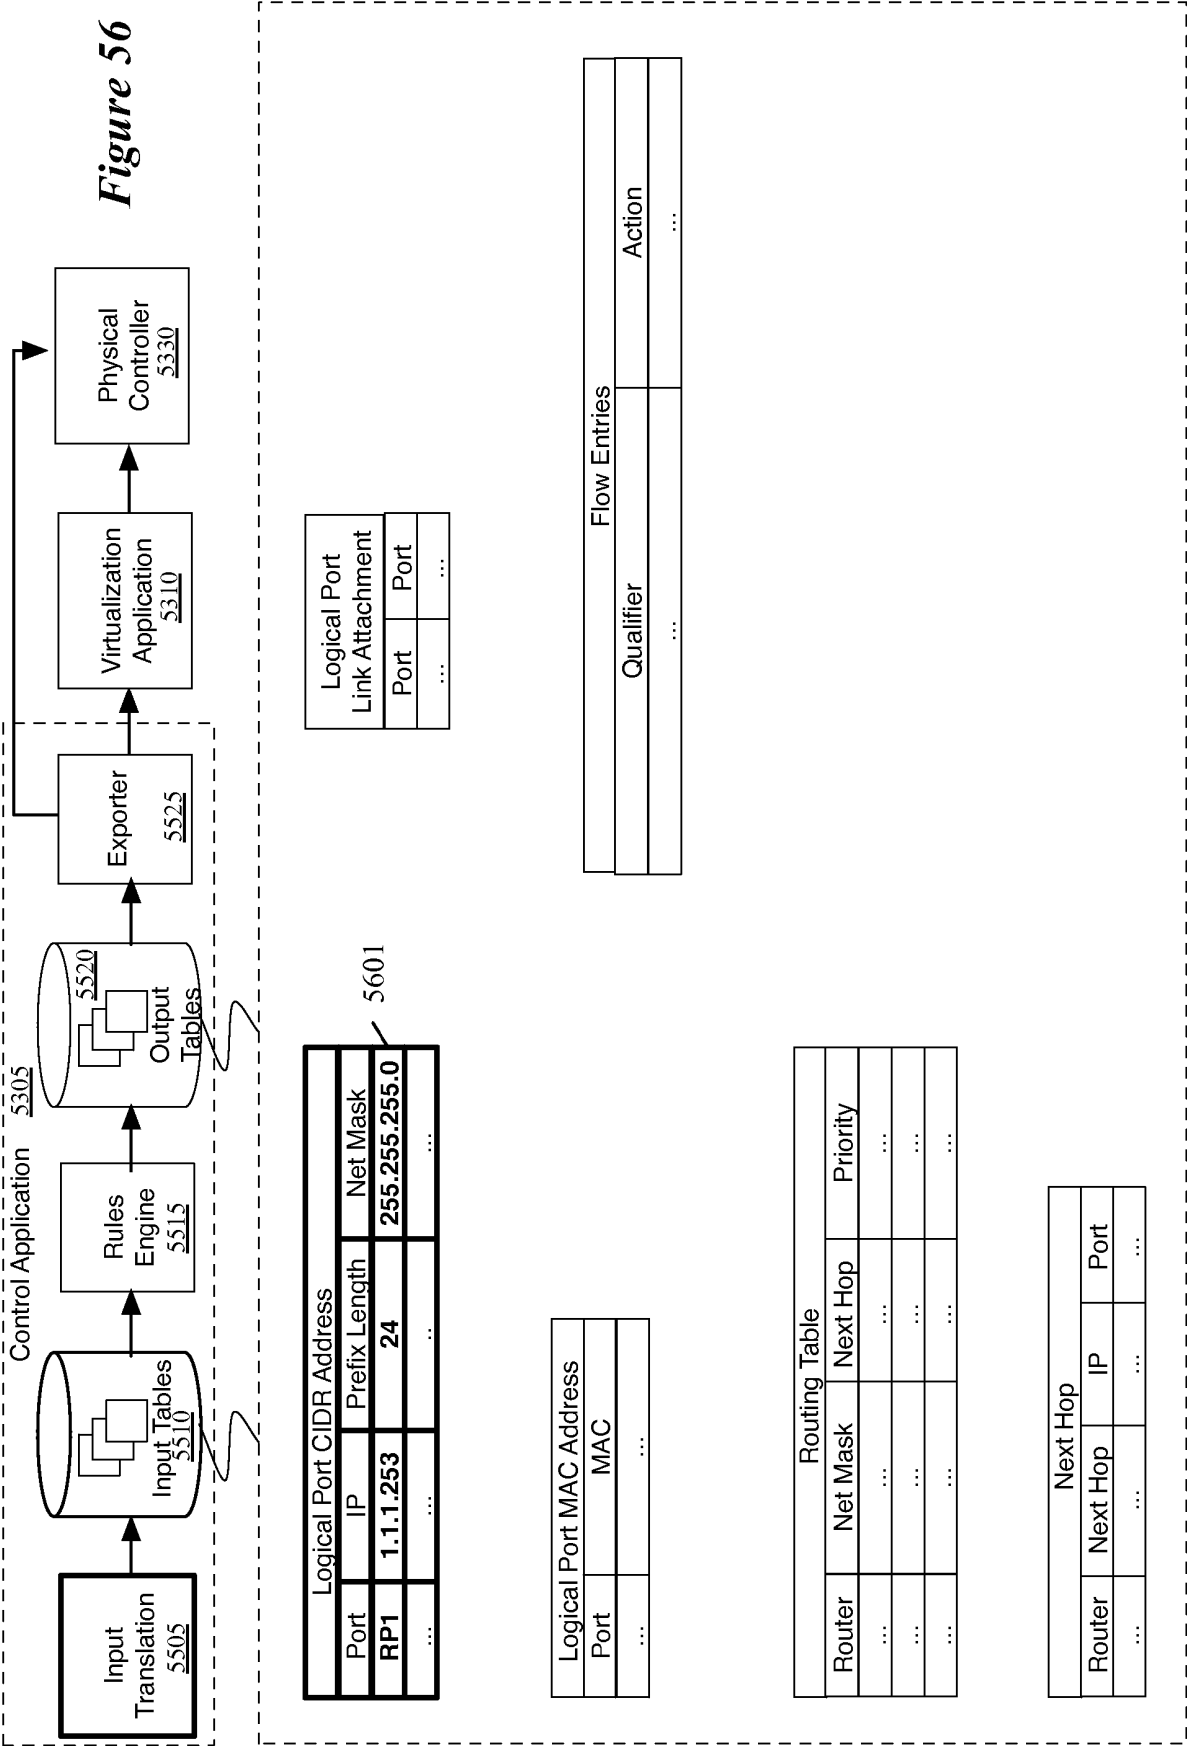 Figure 56
Control Application
5305
Input
Translation
5505
Input Tables
5510
Rules
Engine
5515
5520
Output
Tables
Exporter
5525
Virtualization
Application
5310
Physical
Controller
5330
Logical Port CIDR Address
Port IP Prefix Length Net Mask
RP1 1.1.1.253 24 255.255.255.0
... ... .. ...
5601
Logical Port
Link Attachment
Port Port
... ...
Logical Port MAC Address
Port MAC
... ...
Flow Entries
Qualifier Action
... ...
Routing Table
Router Net Mask Next Hop Priority
... ... ... ...
... ... ... ...
... ... ... ...
Next Hop
Router Next Hop IP Port
... ... ... ...